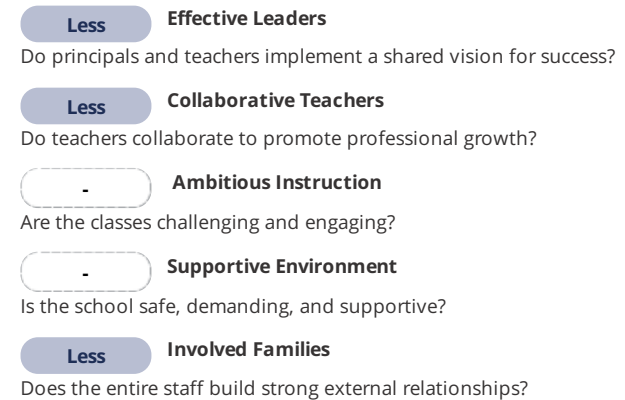 Less Effective Leaders
Do principals and teachers implement a shared vision for success?
Less Collaborative Teachers
Do teachers collaborate to promote professional growth?
- Ambitious Instruction
Are the classes challenging and engaging?
- Supportive Environment
Is the school safe, demanding, and supportive?
Less Involved Families
Does the entire staff build strong external relationships?